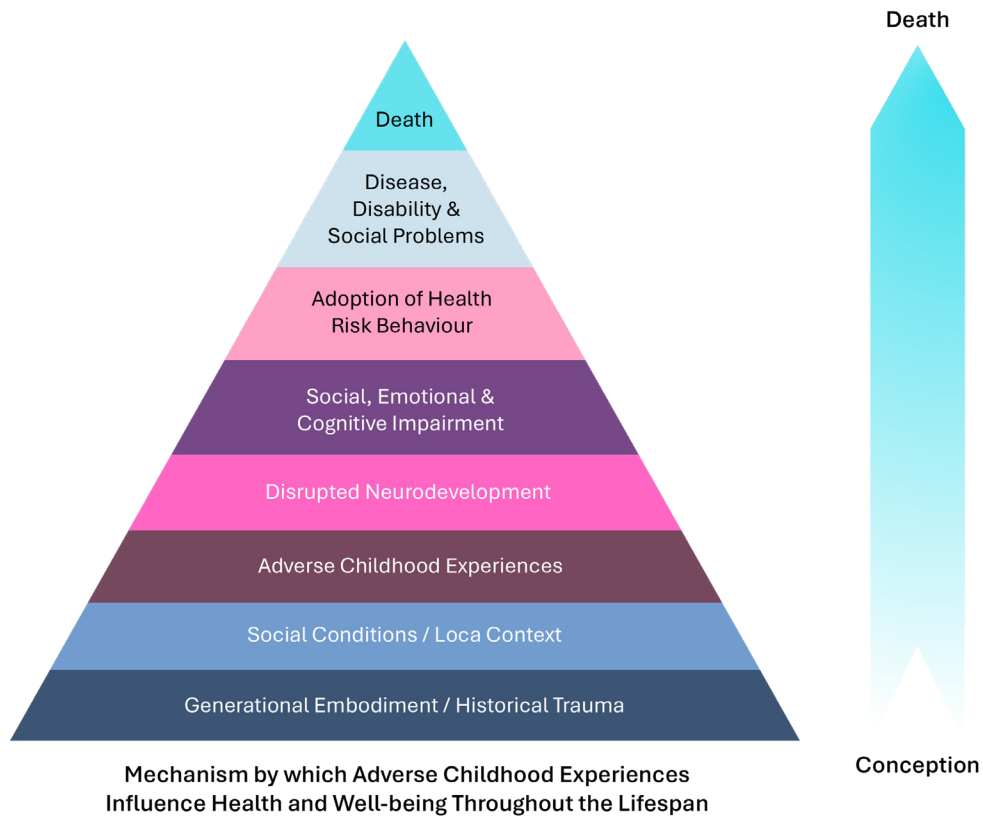 Death
Death
Disease,
Disability &
Social Problems
Adoption of Health
Risk Behaviour
Social, Emotional &
Cognitive Impairment
Disrupted Neurodevelopment
Adverse Childhood Experiences
Social Conditions / Loca Context
Generational Embodiment / Historical Trauma
Conception
Mechanism by which Adverse Childhood Experiences
Influence Health and Well-being Throughout the Lifespan